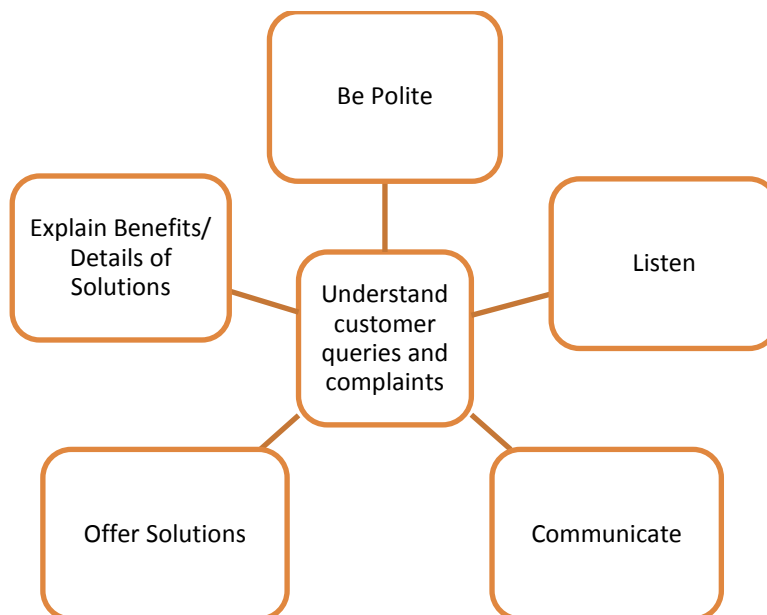 Be Polite
Explain Benefits/
Details of
Solutions
Listen
Understand
customer
queries and
complaints
Offer Solutions
Communicate